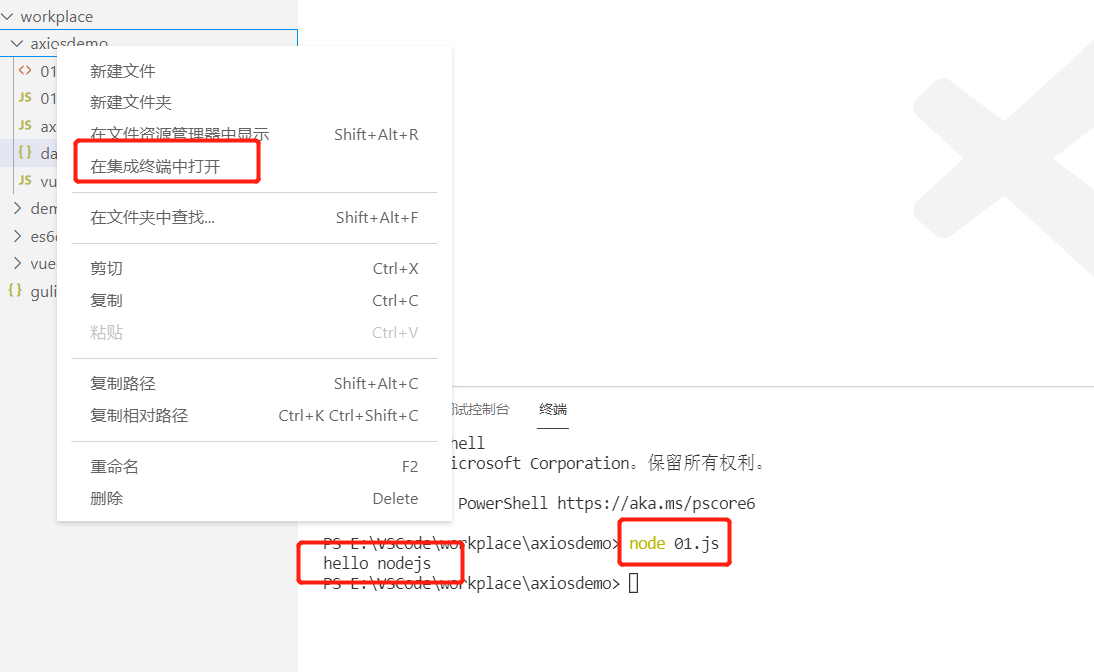 workplace
axiosdemo
01
JS 01
JS ax
{} da
JS vu
dem
es6
vue
{} guli
新建文件
新建文件夹
在文件资源管理器中显示 Shift+Alt+R
在集成终端中打开
在文件夹中查找... Shift+Alt+F
剪切 Ctrl+X
复制 Ctrl+C
粘贴 Ctrl+V
复制路径 Shift+Alt+C
复制相对路径 Ctrl+K Ctrl+Shift+C
重命名 F2
删除 Delete
试控制台 终端
hell
icrosoft Corporation。保留所有权利。
PowerShell https://aka.ms/pscore6
PS E:\VSCode\workplace\axiosdemo> node 01.js
hello nodejs
PS E:\VSCode\workplace\axiosdemo>